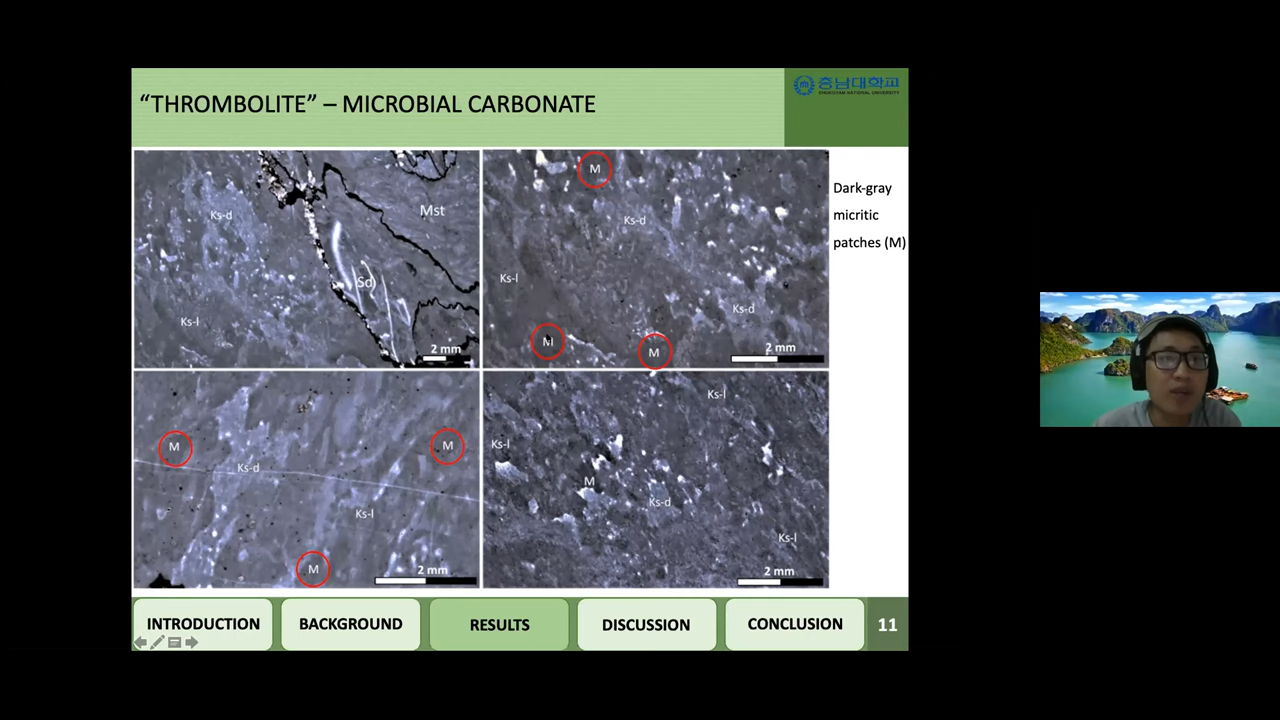 “THROMBOLITE” – MICROBIAL CARBONATE
충남대학교
CHUNGNAM NATIONAL UNIVERSITY
Ks-d
Mst
Sd
Ks-l
2 mm
M
Ks-d
Ks-l
Ks-d
M
M
2 mm
Dark-gray
micritic
patches (M)
M
M
Ks-d
Ks-l
M
2 mm
Ks-l
Ks-l
M
Ks-d
Ks-l
2 mm
INTRODUCTION
BACKGROUND
RESULTS
DISCUSSION
CONCLUSION
11